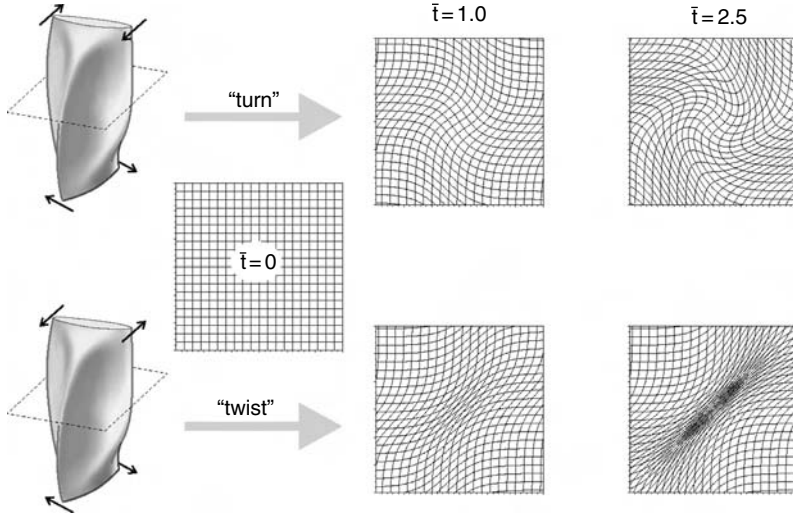 t̄ = 1.0
t̄ = 2.5
“turn”
t̄ = 0
“twist”